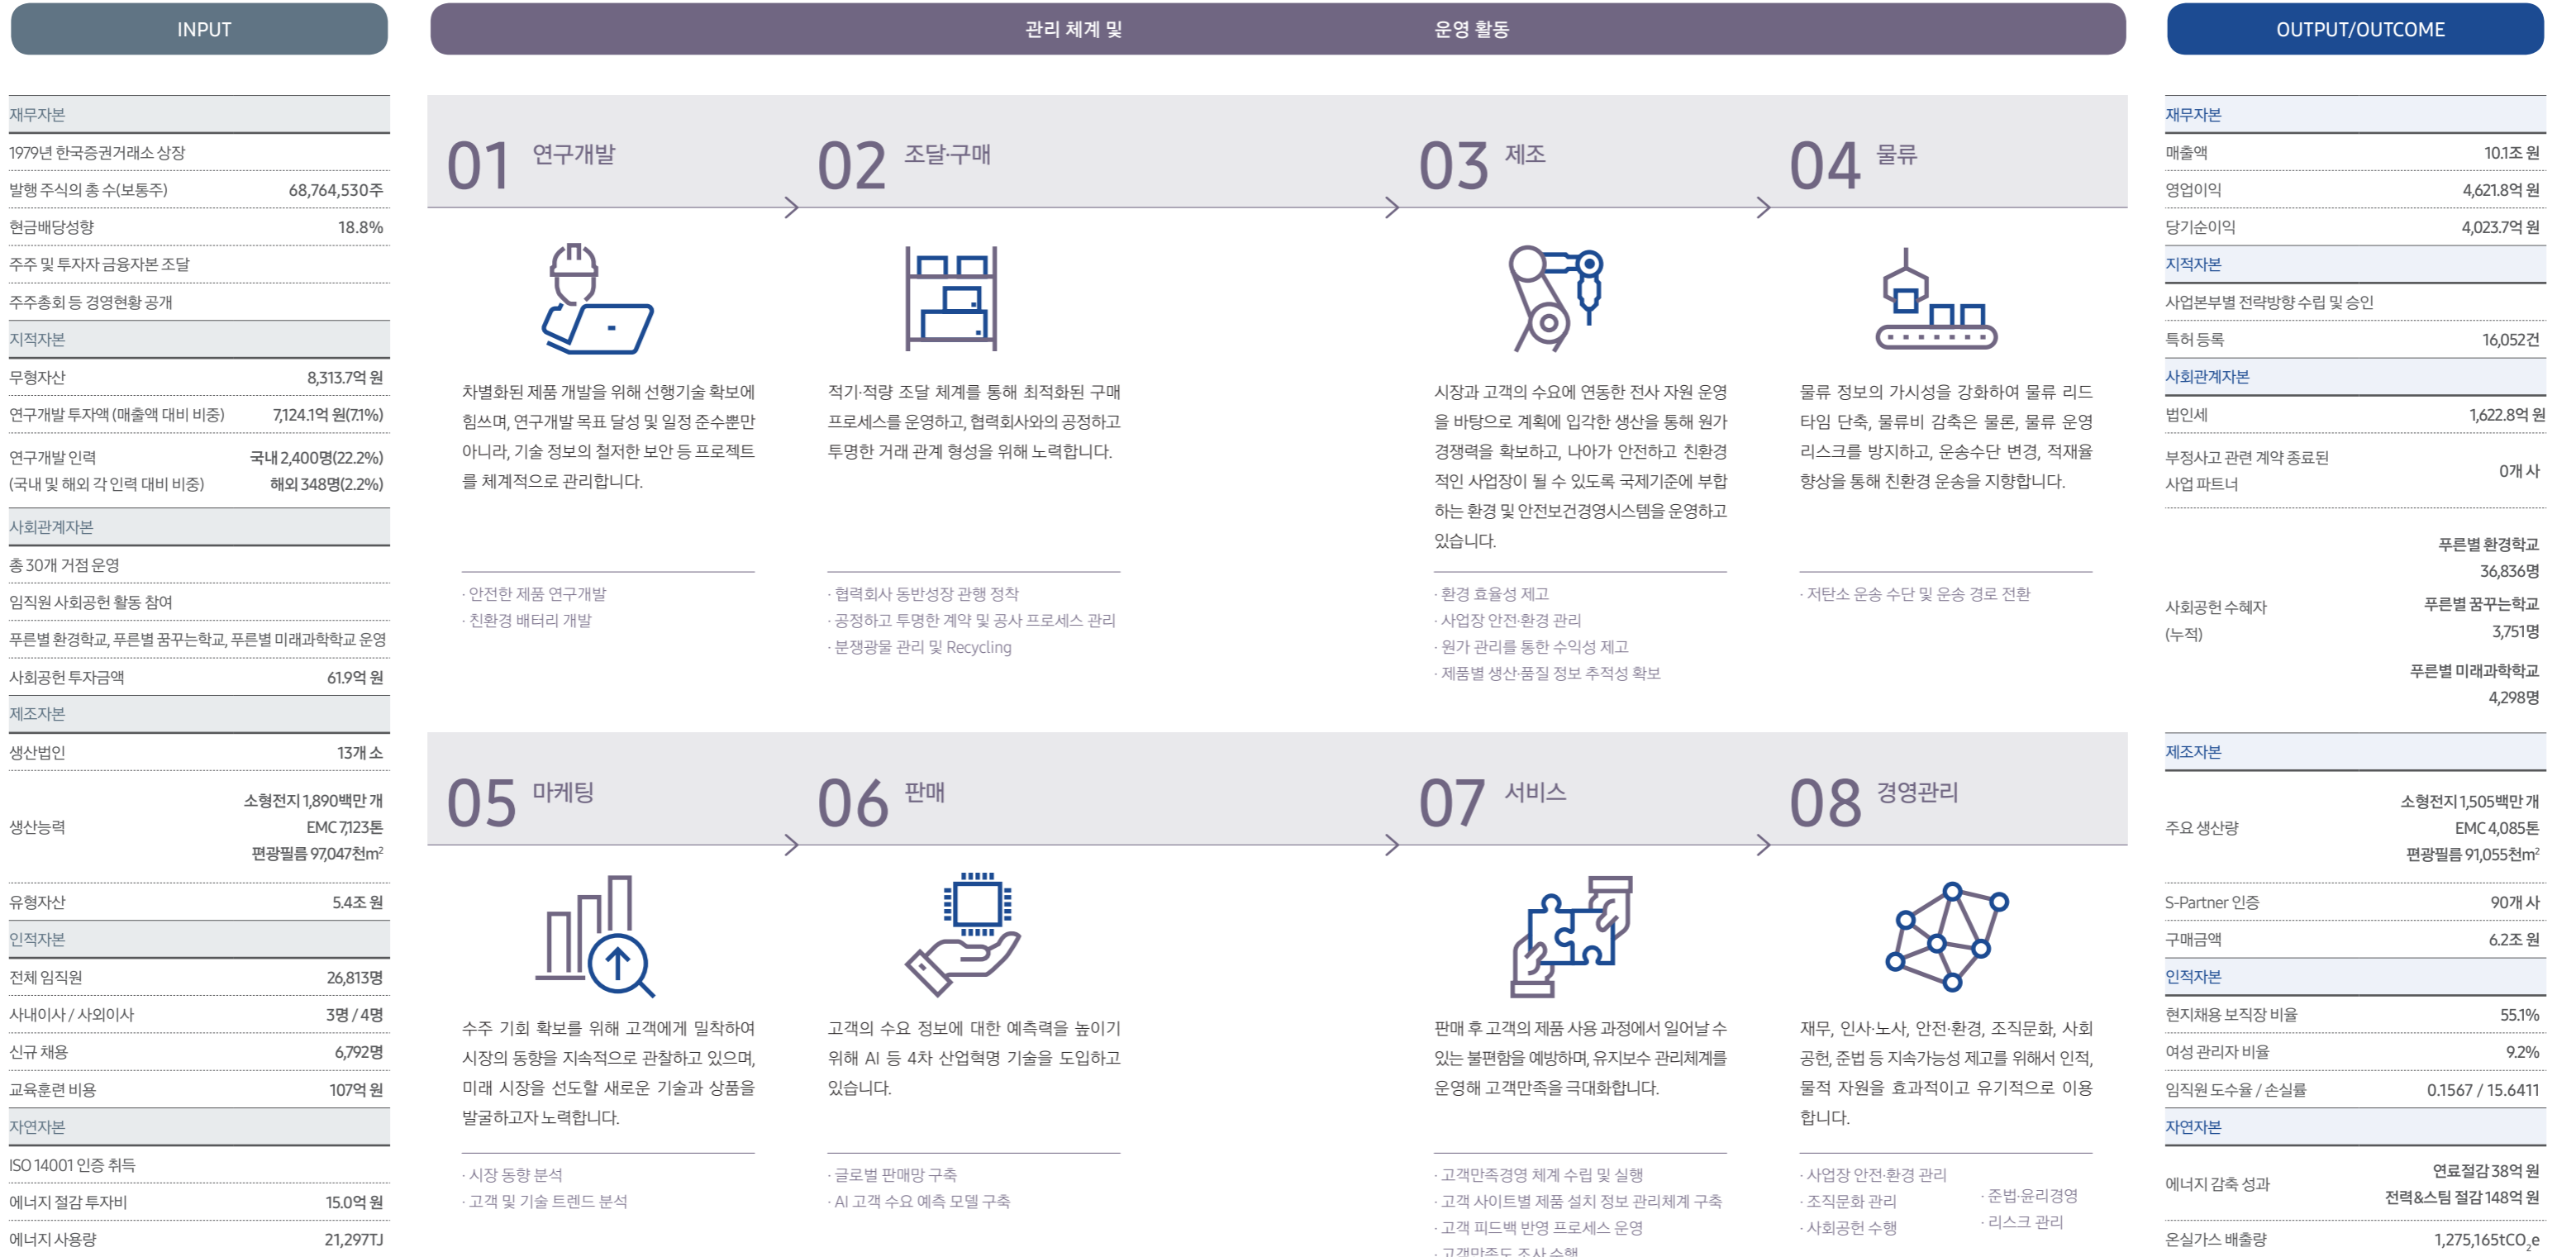 INPUT
재무자본
1979년 한국증권거래소 상장
발행 주식의 총 수(보통주) 68,764,530주
현금배당성향 18.8%
주주 및 투자자 금융자본 조달
주주총회 등 경영현황 공개
지적자본
무형자산 8,313.7억 원
연구개발 투자액 (매출액 대비 비중) 7,124.1억 원(7.1%)
연구개발 인력 국내 2,400명(22.2%)
(국내 및 해외 각 인력 대비 비중) 해외 348명(2.2%)
사회관계자본
총 30개 거점 운영
임직원 사회공헌 활동 참여
푸른별 환경학교, 푸른별 꿈꾸는학교, 푸른별 미래과학학교 운영
사회공헌 투자금액 61.9억 원
제조자본
생산법인 13개 소
소형전지 1,890백만 개
생산능력 EMC 7,123톤
편광필름 97,047천m²
유형자산 5.4조 원
인적자본
전체 임직원 26,813명
사내이사 / 사외이사 3명 / 4명
신규 채용 6,792명
교육훈련 비용 107억 원
자연자본
ISO 14001 인증 취득
에너지 절감 투자비 15.0억 원
에너지 사용량 21,297TJ
관리 체계 및 운영 활동
01 연구개발
차별화된 제품 개발을 위해 선행기술 확보에
힘쓰며, 연구개발 목표 달성 및 일정 준수뿐만
아니라, 기술 정보의 철저한 보안 등 프로젝트
를 체계적으로 관리합니다.
· 안전한 제품 연구개발
· 친환경 배터리 개발
02 조달·구매
적기·적량 조달 체계를 통해 최적화된 구매
프로세스를 운영하고, 협력회사와의 공정하고
투명한 거래 관계 형성을 위해 노력합니다.
· 협력회사 동반성장 관행 정착
· 공정하고 투명한 계약 및 공사 프로세스 관리
· 분쟁광물 관리 및 Recycling
03 제조
시장과 고객의 수요에 연동한 전사 자원 운영
을 바탕으로 계획에 입각한 생산을 통해 원가
경쟁력을 확보하고, 나아가 안전하고 친환경
적인 사업장이 될 수 있도록 국제기준에 부합
하는 환경 및 안전보건경영시스템을 운영하고
있습니다.
· 환경 효율성 제고
· 사업장 안전·환경 관리
· 원가 관리를 통한 수익성 제고
· 제품별 생산·품질 정보 추적성 확보
04 물류
물류 정보의 가시성을 강화하여 물류 리드
타임 단축, 물류비 감축은 물론, 물류 운영
리스크를 방지하고, 운송수단 변경, 적재율
향상을 통해 친환경 운송을 지향합니다.
· 저탄소 운송 수단 및 운송 경로 전환
05 마케팅
수주 기회 확보를 위해 고객에게 밀착하여
시장의 동향을 지속적으로 관찰하고 있으며,
미래 시장을 선도할 새로운 기술과 상품을
발굴하고자 노력합니다.
· 시장 동향 분석
· 고객 및 기술 트렌드 분석
06 판매
고객의 수요 정보에 대한 예측력을 높이기
위해 AI 등 4차 산업혁명 기술을 도입하고
있습니다.
· 글로벌 판매망 구축
· AI 고객 수요 예측 모델 구축
07 서비스
판매 후 고객의 제품 사용 과정에서 일어날 수
있는 불편함을 예방하며, 유지보수 관리체계를
운영해 고객만족을 극대화합니다.
· 고객만족경영 체계 수립 및 실행
· 고객 사이트별 제품 설치 정보 관리체계 구축
· 고객 피드백 반영 프로세스 운영
· 고객만족도 조사 수행
08 경영관리
재무, 인사·노사, 안전·환경, 조직문화, 사회
공헌, 준법 등 지속가능성 제고를 위해서 인적,
물적 자원을 효과적이고 유기적으로 이용
합니다.
· 사업장 안전·환경 관리
· 조직문화 관리
· 사회공헌 수행
· 준법·윤리경영
· 리스크 관리
OUTPUT/OUTCOME
재무자본
매출액 10.1조 원
영업이익 4,621.8억 원
당기순이익 4,023.7억 원
지적자본
사업본부별 전략방향 수립 및 승인
특허 등록 16,052건
사회관계자본
법인세 1,622.8억 원
부정사고 관련 계약 종료된
사업 파트너 0개 사
푸른별 환경학교
36,836명
사회공헌 수혜자 푸른별 꿈꾸는학교
(누적) 3,751명
푸른별 미래과학학교
4,298명
제조자본
소형전지 1,505백만 개
주요 생산량 EMC 4,085톤
편광필름 91,055천m²
S-Partner 인증 90개 사
구매금액 6.2조 원
인적자본
현지채용 보직장 비율 55.1%
여성 관리자 비율 9.2%
임직원 도수율 / 손실률 0.1567 / 15.6411
자연자본
에너지 감축 성과 연료절감 38억 원
전력&스팀 절감 148억 원
온실가스 배출량 1,275,165tCO₂e